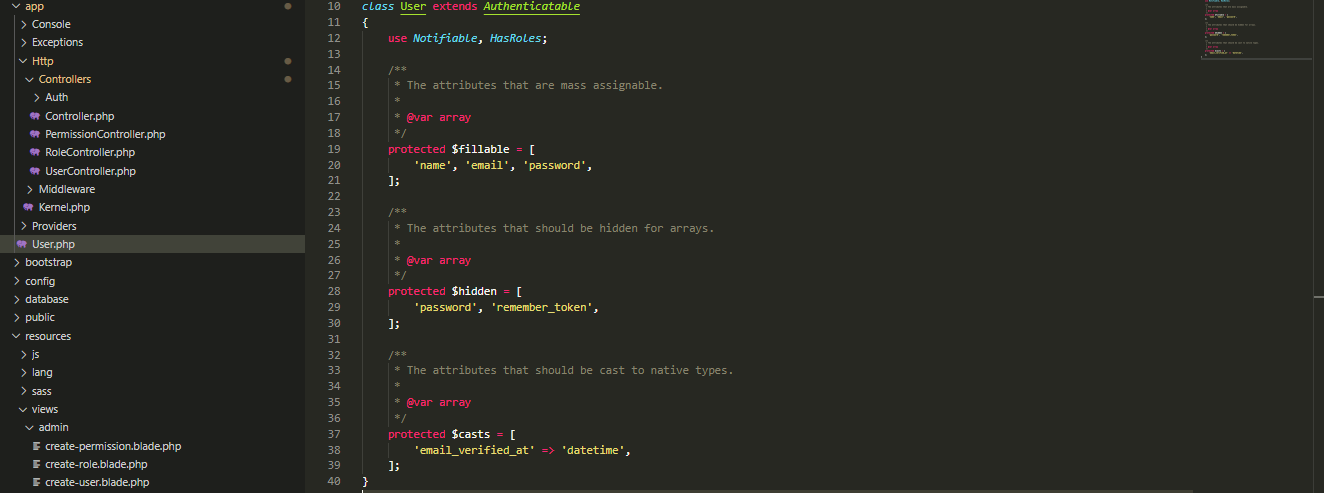 app
Console
Exceptions
Http
Controllers
Auth
Controller.php
PermissionController.php
RoleController.php
UserController.php
Middleware
Kernel.php
Providers
User.php
bootstrap
config
database
public
resources
js
lang
sass
views
admin
create-permission.blade.php
create-role.blade.php
create-user.blade.php
10 class User extends Authenticatable
11 {
12     use Notifiable, HasRoles;
13
14     /**
15      * The attributes that are mass assignable.
16      *
17      * @var array
18      */
19     protected $fillable = [
20         'name', 'email', 'password',
21     ];
22
23     /**
24      * The attributes that should be hidden for arrays.
25      *
26      * @var array
27      */
28     protected $hidden = [
29         'password', 'remember_token',
30     ];
31
32     /**
33      * The attributes that should be cast to native types.
34      *
35      * @var array
36      */
37     protected $casts = [
38         'email_verified_at' => 'datetime',
39     ];
40 }